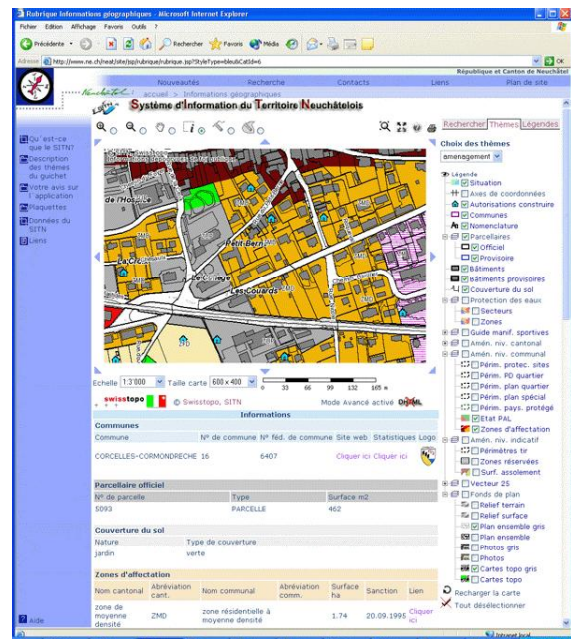 Rubrique Informations géographiques - Microsoft Internet Explorer
Fichier Edition Affichage Favoris Outils ?
Précédente Rechercher Favoris Média
Adresse http://www.ne.ch/neat/site/jsp/rubrique/rubrique.jsp?StyleType=bleu&CatId=6 OK
République et Canton de Neuchâtel
Nouveautés Recherche Contacts Liens Plan de site
accueil > Informations géographiques
Système d'Information du Territoire Neuchâtelois
Qu'est-ce
que le SITN?
Description
des thèmes
du guichet
Votre avis sur
l'application
Plaquettes
Données du
SITN
Liens
Aide
Rechercher Thèmes Légendes
Choix des thèmes
amenagement
Légende
Situation
Axes de coordonnées
Autorisations construire
Communes
Nomenclature
Parcellaires
Officiel
Provisoire
Bâtiments
Bâtiments provisoires
Couverture du sol
Protection des eaux
Secteurs
Zones
Guide manif. sportives
Amén. niv. cantonal
Amén. niv. communal
Périm. protec. sites
Périm. PD quartier
Périm. plan quartier
Périm. plan spécial
Périm. pays. protégé
Etat PAL
Zones d'affectation
Amén. niv. indicatif
Périmètres tir
Zones réservées
Surf. assolement
Vecteur 25
Fonds de plan
Relief terrain
Relief surface
Plan ensemble gris
Plan ensemble
Photos gris
Photos
Cartes topo gris
Cartes topo
Recharger la carte
Tout désélectionner
Petit-Berne
Les Couards
ZMD
Echelle 1:3'000 Taille carte 600 x 400 0 33 66 99 132 165 m
swisstopo © Swisstopo, SITN Mode Avancé activé
Informations
Communes
Commune N° de commune N° féd. de commune Site web Statistiques Logo
CORCELLES-CORMONDRECHE 16 6407 Cliquer ici Cliquer ici
Parcellaire officiel
N° de parcelle Type Surface m2
5093 PARCELLE 462
Couverture du sol
Nature Type de couverture
jardin verte
Zones d'affectation
Nom cantonal Abréviation cant. Nom communal Abréviation comm. Surface ha Sanction Lien
zone de moyenne densité ZMD zone résidentielle à moyenne densité 1.74 20.09.1995 Cliquer ici
Intranet local